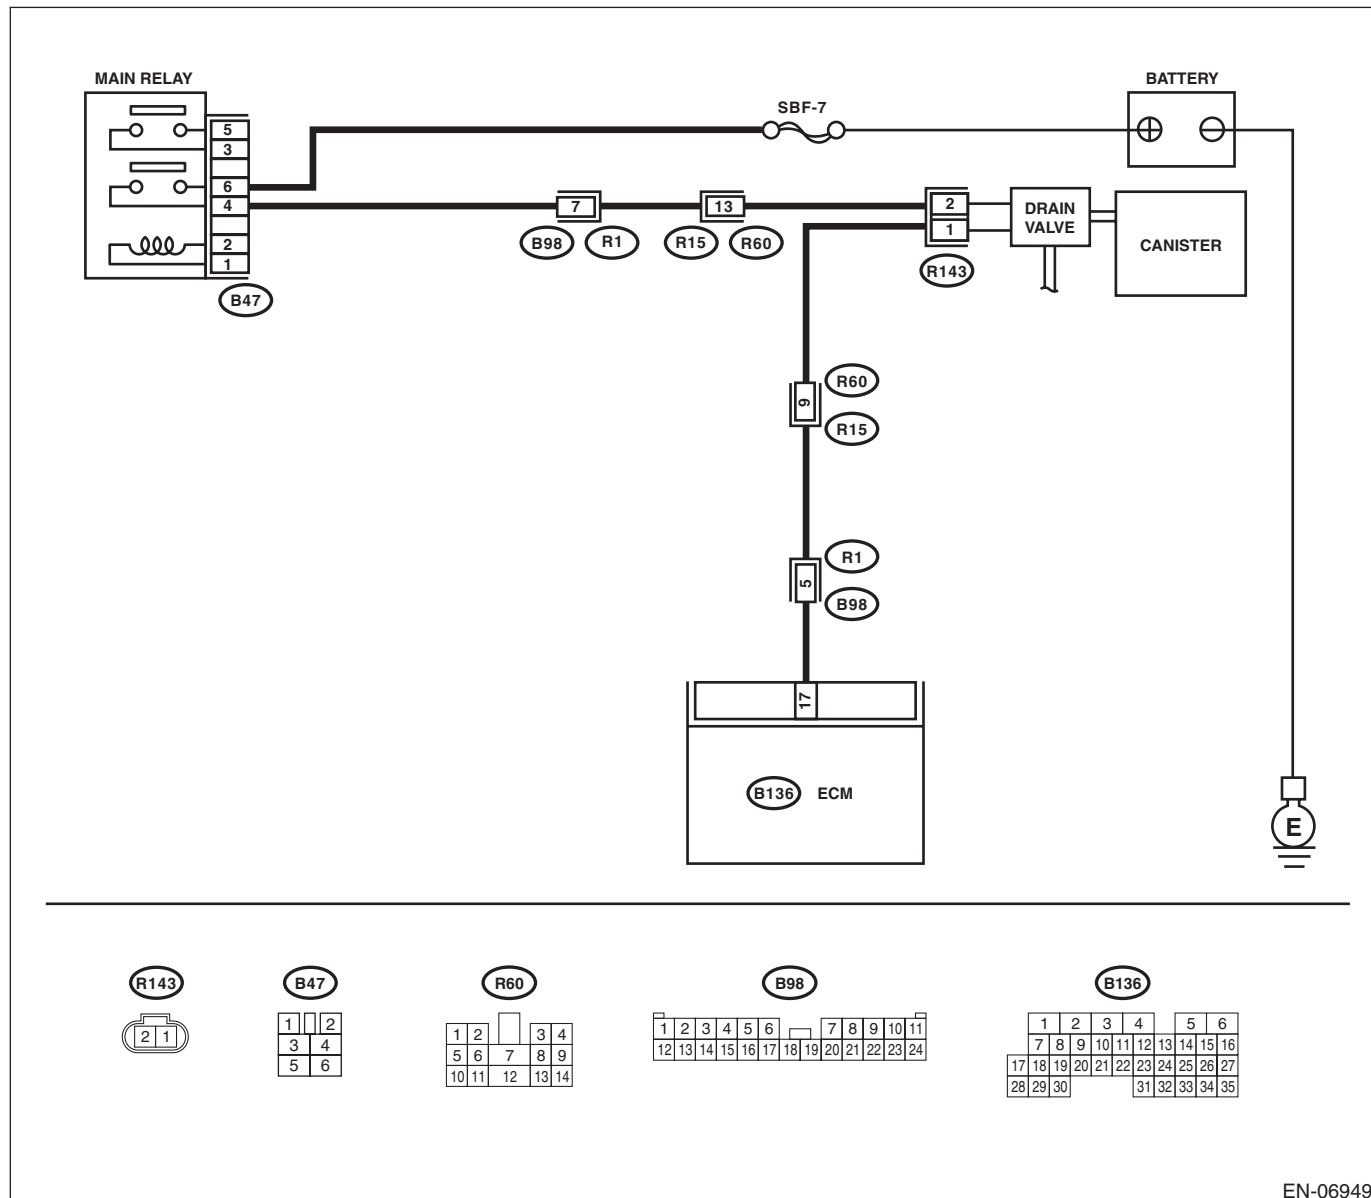 MAIN RELAY
BATTERY
SBF-7
5
3
6
4
2
1
B47
7
B98 R1
13
R15 R60
2
1
R143
DRAIN
VALVE
CANISTER
9
R60
R15
5
R1
B98
17
B136 ECM
E
R143
2 1
B47
1 2
3 4
5 6
R60
1 2 3 4
5 6 7 8 9
10 11 12 13 14
B98
1 2 3 4 5 6 7 8 9 10 11
12 13 14 15 16 17 18 19 20 21 22 23 24
B136
1 2 3 4 5 6
7 8 9 10 11 12 13 14 15 16
17 18 19 20 21 22 23 24 25 26 27
28 29 30 31 32 33 34 35
EN-06949